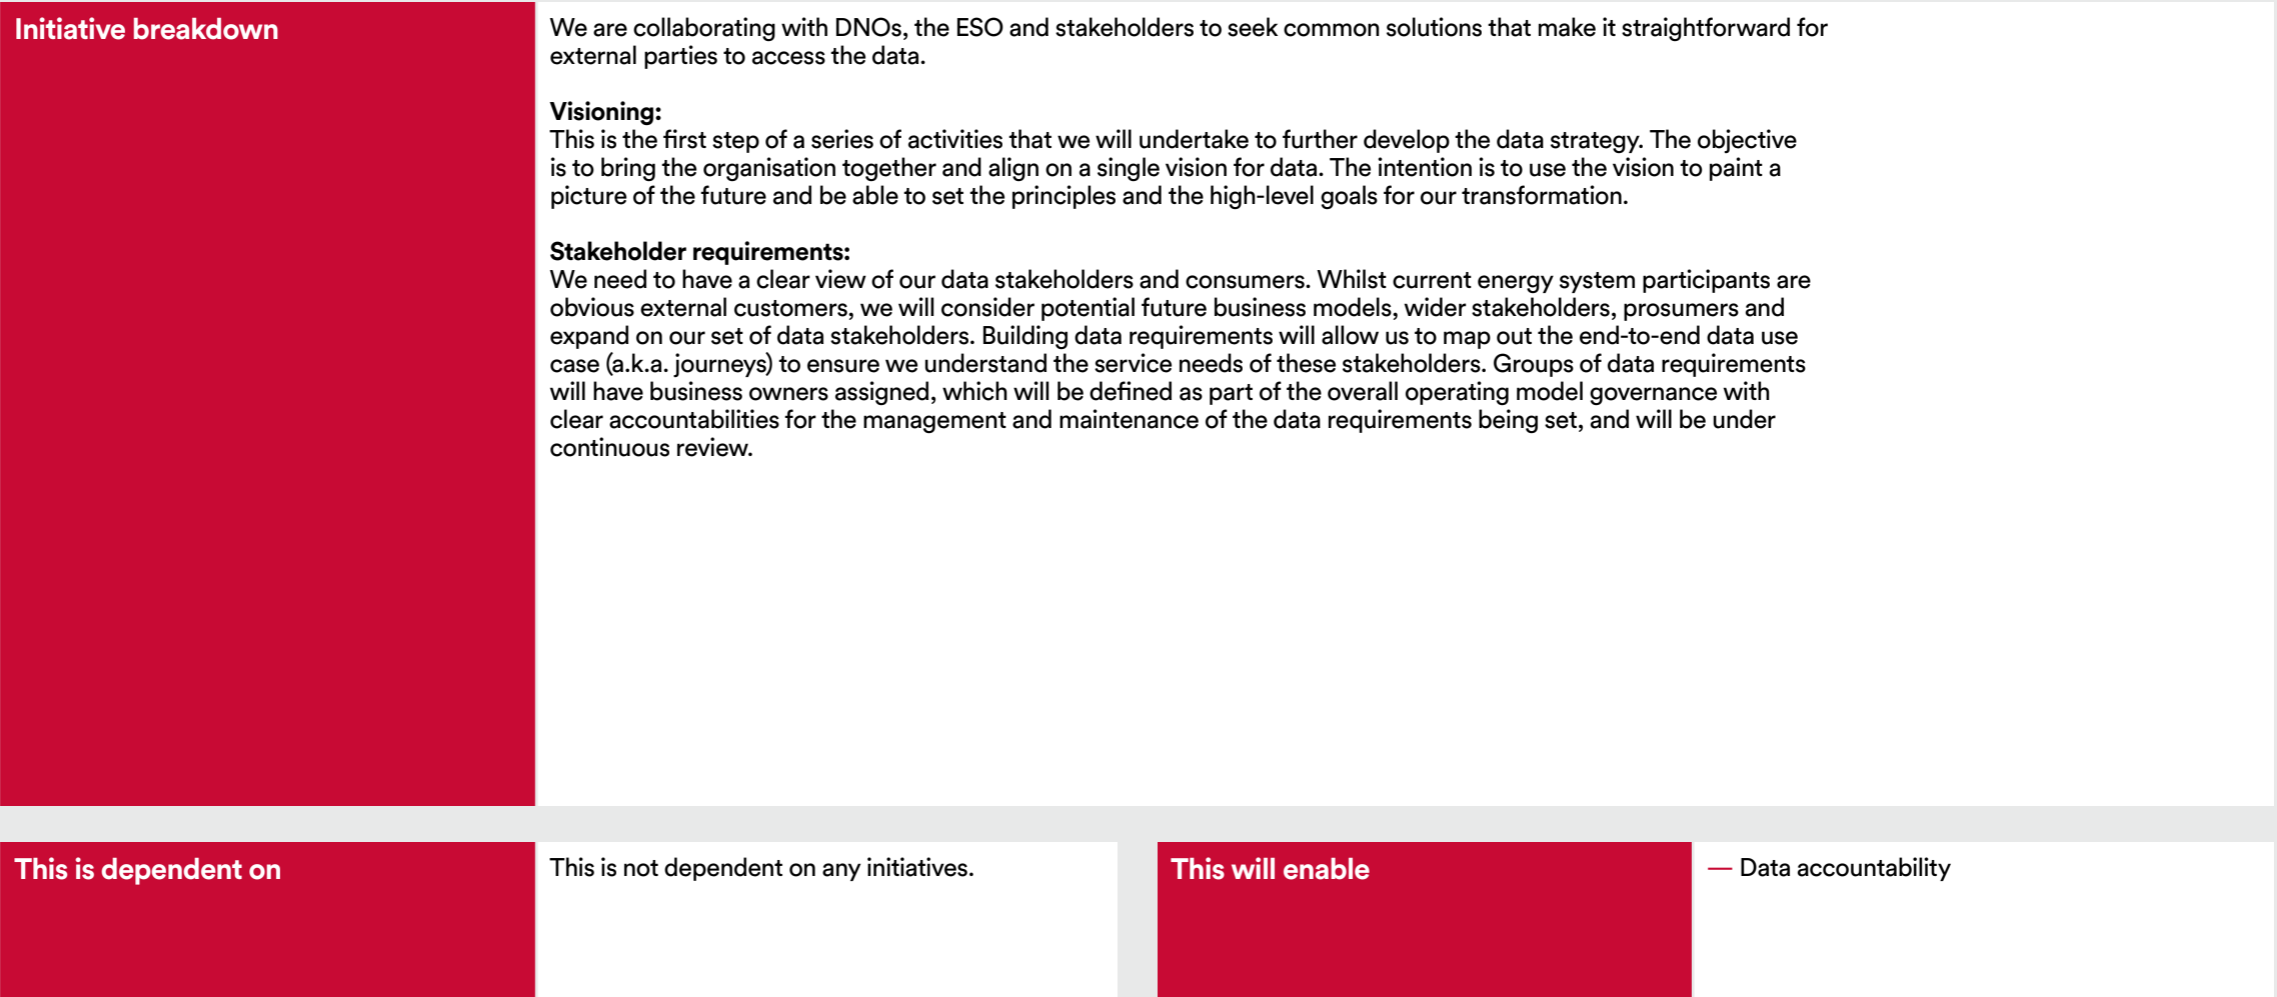 Initiative breakdown
We are collaborating with DNOs, the ESO and stakeholders to seek common solutions that make it straightforward for
external parties to access the data.
Visioning:
This is the first step of a series of activities that we will undertake to further develop the data strategy. The objective
is to bring the organisation together and align on a single vision for data. The intention is to use the vision to paint a
picture of the future and be able to set the principles and the high-level goals for our transformation.
Stakeholder requirements:
We need to have a clear view of our data stakeholders and consumers. Whilst current energy system participants are
obvious external customers, we will consider potential future business models, wider stakeholders, prosumers and
expand on our set of data stakeholders. Building data requirements will allow us to map out the end-to-end data use
case (a.k.a. journeys) to ensure we understand the service needs of these stakeholders. Groups of data requirements
will have business owners assigned, which will be defined as part of the overall operating model governance with
clear accountabilities for the management and maintenance of the data requirements being set, and will be under
continuous review.
This is dependent on
This is not dependent on any initiatives.
This will enable
— Data accountability